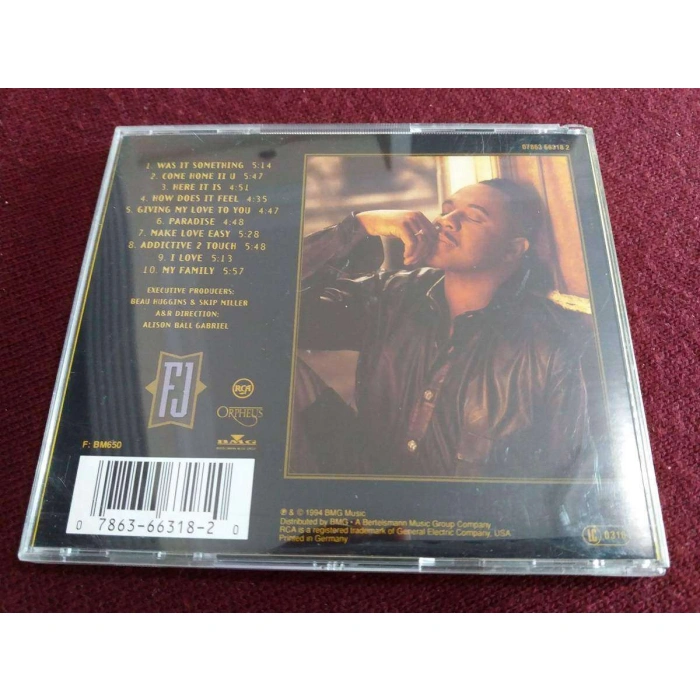 07863 66318 2
1. WAS IT SOMETHING 5:14
2. COME HOME II U 5:47
3. HERE IT IS 4:51
4. HOW DOES IT FEEL 4:35
5. GIVING MY LOVE TO YOU 4:47
6. PARADISE 4:48
7. MAKE LOVE EASY 5:28
8. ADDICTIVE 2 TOUCH 5:48
9. I LOVE 5:13
10. MY FAMILY 5:57
EXECUTIVE PRODUCERS:
BEAU HUGGINS & SKIP MILLER
A&R DIRECTION:
ALISON BALL GABRIEL
FJ
RCA
ORPHEUS
BMG
F: BM650
0 7863-66318-2 0
℗ & © 1994 BMG Music
Distributed by BMG • A Bertelsmann Music Group Company
RCA is a registered trademark of General Electric Company, USA.
Printed in Germany
LC